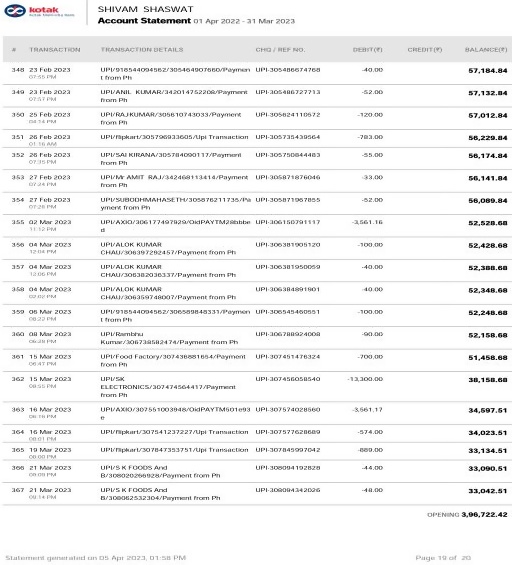 kotak
Kotak Mahindra Bank
SHIVAM SHASWAT
Account Statement 01 Apr 2022 - 31 Mar 2023
# TRANSACTION TRANSACTION DETAILS CHQ / REF NO. DEBIT(₹) CREDIT(₹) BALANCE(₹)
348 23 Feb 2023 UPI/918544094562/305464907660/Paymen UPI-305486674768 -40.00 57,184.84
07:55 PM t from Ph
349 23 Feb 2023 UPI/ANIL KUMAR/342014752208/Payment UPI-305486727713 -52.00 57,132.84
07:57 PM from Ph
350 25 Feb 2023 UPI/RAJKUMAR/305610743033/Payment UPI-305624110572 -120.00 57,012.84
04:14 PM from Ph
351 26 Feb 2023 UPI/flipkart/305796933605/Upi Transaction UPI-305735439564 -783.00 56,229.84
01:16 AM
352 26 Feb 2023 UPI/SAI KIRANA/305784090117/Payment UPI-305750844483 -55.00 56,174.84
07:35 PM from Ph
353 27 Feb 2023 UPI/Mr AMIT RAJ/342468113414/Payment UPI-305871876046 -33.00 56,141.84
07:24 PM from Ph
354 27 Feb 2023 UPI/SUBODHMAHASETH/305876211735/Pa UPI-305871967855 -52.00 56,089.84
07:26 PM yment from Ph
355 02 Mar 2023 UPI/AXIO/306177497929/OidPAYTM28bbbe UPI-306150791117 -3,561.16 52,528.68
11:12 PM d
356 04 Mar 2023 UPI/ALOK KUMAR UPI-306381905120 -100.00 52,428.68
12:04 PM CHAU/306397292457/Payment from Ph
357 04 Mar 2023 UPI/ALOK KUMAR UPI-306381950059 -40.00 52,388.68
12:06 PM CHAU/306382036337/Payment from Ph
358 04 Mar 2023 UPI/ALOK KUMAR UPI-306384891901 -40.00 52,348.68
02:02 PM CHAU/306359748007/Payment from Ph
359 06 Mar 2023 UPI/918544094562/306589848331/Paymen UPI-306545460551 -100.00 52,248.68
08:22 PM t from Ph
360 08 Mar 2023 UPI/Rambhu UPI-306788924008 -90.00 52,158.68
06:28 PM Kumar/306738582474/Payment from Ph
361 15 Mar 2023 UPI/Food Factory/307436881654/Payment UPI-307451476324 -700.00 51,458.68
06:47 PM from Ph
362 15 Mar 2023 UPI/SK UPI-307456058540 -13,300.00 38,158.68
08:55 PM ELECTRONICS/307474564417/Payment
from Ph
363 16 Mar 2023 UPI/AXIO/307551003948/OidPAYTM501e93 UPI-307574028560 -3,561.17 34,597.51
06:16 PM e
364 16 Mar 2023 UPI/flipkart/307541237227/Upi Transaction UPI-307577628689 -574.00 34,023.51
08:01 PM
365 19 Mar 2023 UPI/flipkart/307847353751/Upi Transaction UPI-307845997042 -889.00 33,134.51
08:00 PM
366 21 Mar 2023 UPI/S K FOODS And UPI-308094192828 -44.00 33,090.51
08:09 PM B/308020266928/Payment from Ph
367 21 Mar 2023 UPI/S K FOODS And UPI-308094342026 -48.00 33,042.51
08:14 PM B/308062532304/Payment from Ph
OPENING 3,96,722.42
Statement generated on 05 Apr 2023, 01:58 PM Page 19 of 20